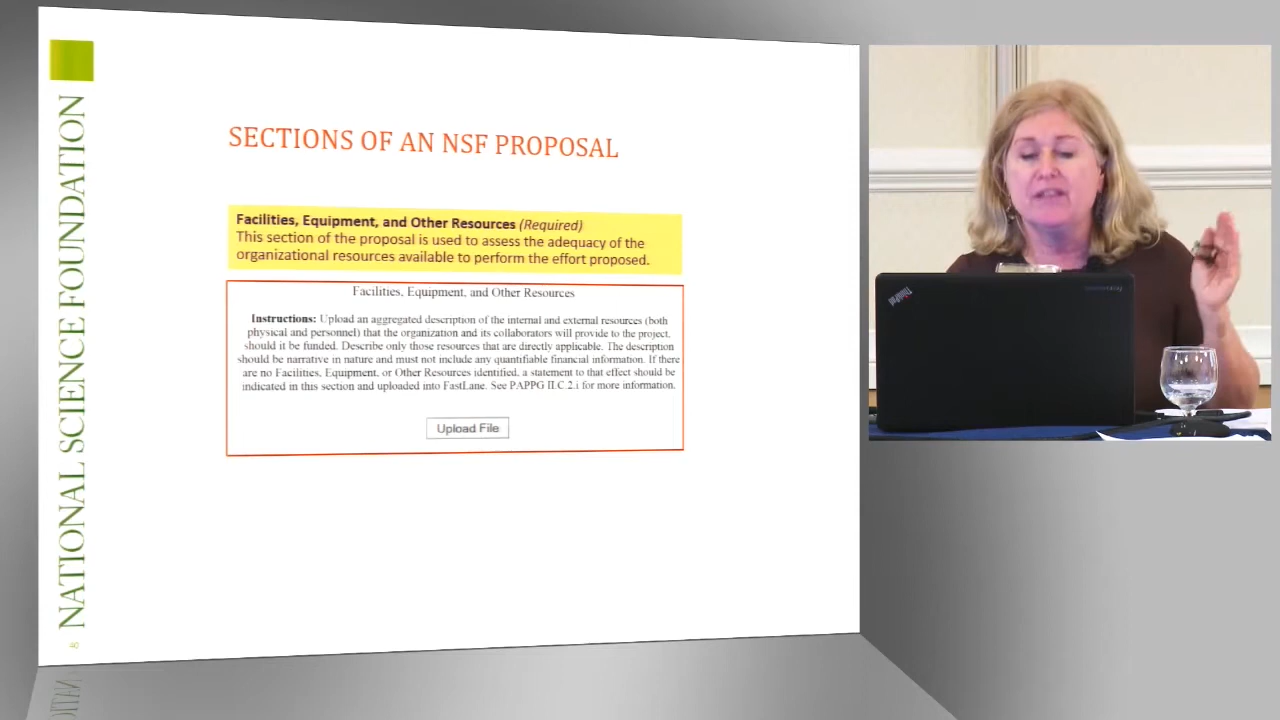 NATIONAL SCIENCE FOUNDATION
SECTIONS OF AN NSF PROPOSAL
Facilities, Equipment, and Other Resources (Required)
This section of the proposal is used to assess the adequacy of the
organizational resources available to perform the effort proposed.
Facilities, Equipment, and Other Resources
Instructions: Upload an aggregated description of the internal and external resources (both
physical and personnel) that the organization and its collaborators will provide to the project,
should it be funded. Describe only those resources that are directly applicable. The description
should be narrative in nature and must not include any quantifiable financial information. If there
are no Facilities, Equipment, or Other Resources identified, a statement to that effect should be
indicated in this section and uploaded into FastLane. See PAPPG II.C.2.i for more information.
Upload File
40
ThinkPad